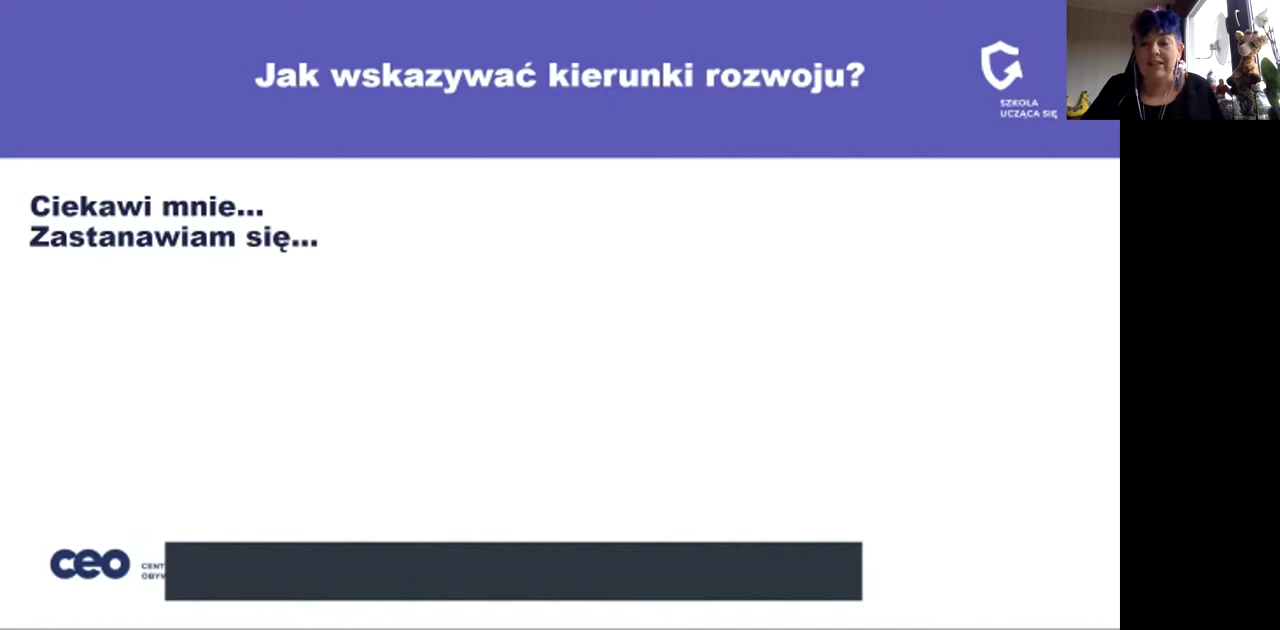 Jak wskazywać kierunki rozwoju?
SZKOŁA
UCZĄCA SIĘ
Ciekawi mnie...
Zastanawiam się...
ceo